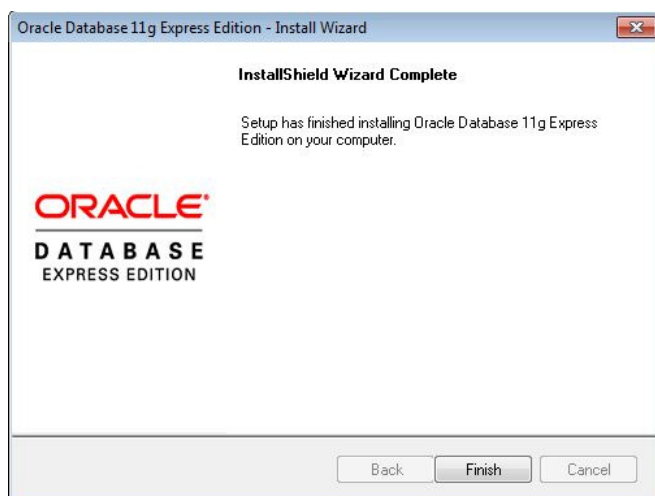 Oracle Database 11g Express Edition - Install Wizard
InstallShield Wizard Complete
Setup has finished installing Oracle Database 11g Express
Edition on your computer.
ORACLE®
DATABASE
EXPRESS EDITION
Back
Finish
Cancel